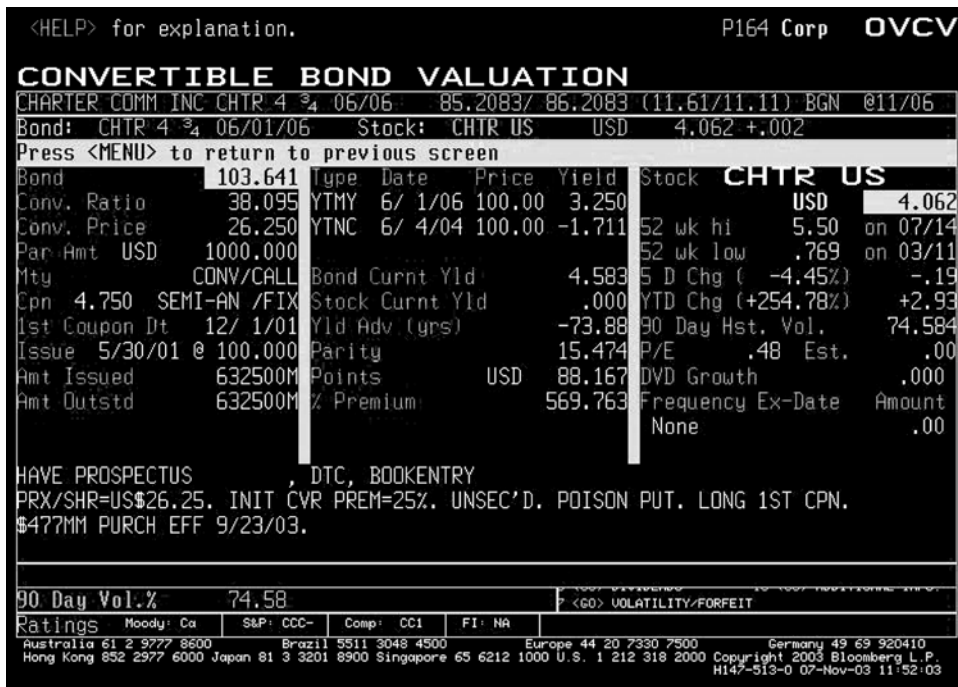 <HELP> for explanation. P164 Corp OVCV
CONVERTIBLE BOND VALUATION
CHARTER COMM INC CHTR 4 ¾ 06/06 85.2083/ 86.2083 (11.61/11.11) BGN @11/06
Bond: CHTR 4 ¾ 06/01/06 Stock: CHTR US USD 4.062 +.002
Press <MENU> to return to previous screen
Bond 103.641 Type Date Price Yield Stock CHTR US
Conv. Ratio 38.095 YTMY 6/ 1/06 100.00 3.250 USD 4.062
Conv. Price 26.250 YTNC 6/ 4/04 100.00 -1.711 52 wk hi 5.50 on 07/14
Par Amt USD 1000.000 52 wk low .769 on 03/11
Mty CONV/CALL Bond Curnt Yld 4.583 5 D Chg ( -4.45%) -.19
Cpn 4.750 SEMI-AN /FIX Stock Curnt Yld .000 YTD Chg (+254.78%) +2.93
1st Coupon Dt 12/ 1/01 Yld Adv (yrs) -73.88 90 Day Hst. Vol. 74.584
Issue 5/30/01 @ 100.000 Parity 15.474 P/E .48 Est. .00
Amt Issued 632500M Points USD 88.167 DVD Growth .000
Amt Outstd 632500M % Premium 569.763 Frequency Ex-Date Amount
None .00
HAVE PROSPECTUS , DTC, BOOKENTRY
PRX/SHR=US$26.25. INIT CVR PREM=25%. UNSEC'D. POISON PUT. LONG 1ST CPN.
$477MM PURCH EFF 9/23/03.
90 Day Vol.% 74.58 <GO> VOLATILITY/FORFEIT
Ratings Moody: Ca S&P: CCC- Comp: CC1 FI: NA
Australia 61 2 9777 8600 Brazil 5511 3048 4500 Europe 44 20 7330 7500 Germany 49 69 920410
Hong Kong 852 2977 6000 Japan 81 3 3201 8900 Singapore 65 6212 1000 U.S. 1 212 318 2000 Copyright 2003 Bloomberg L.P.
H147-513-0 07-Nov-03 11:52:03